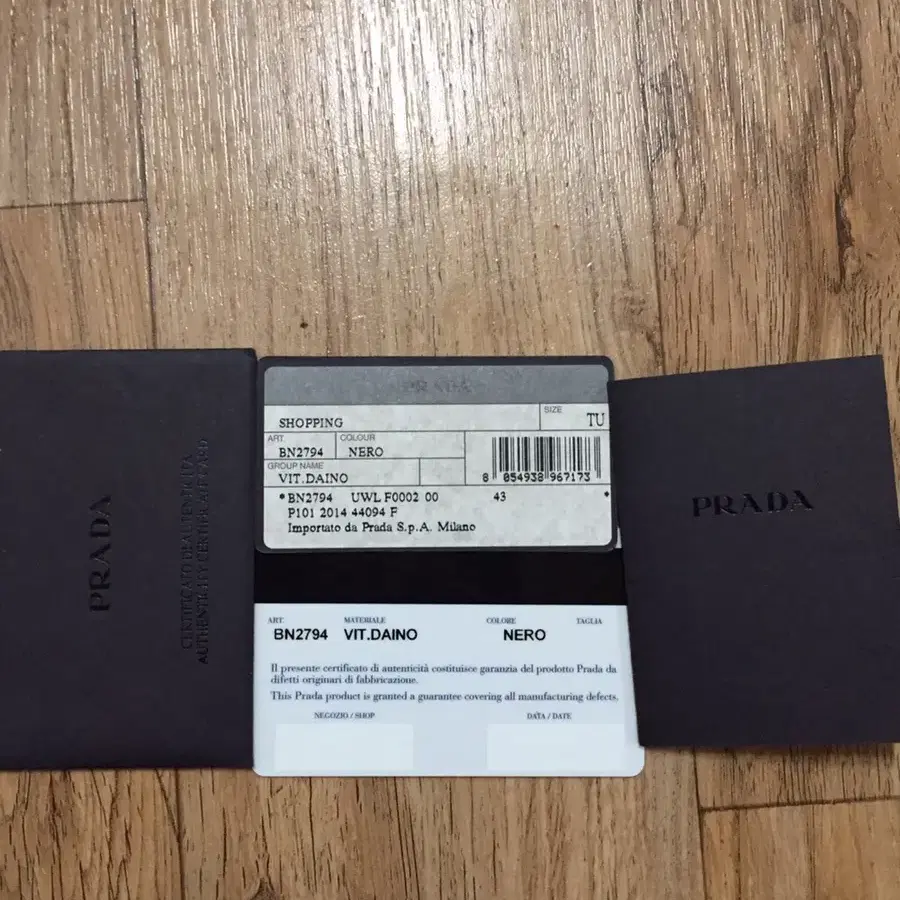 PRADA
CERTIFICATO DI AUTENTICITÀ
AUTHENTICITY CERTIFICATE CARD
PRADA
SHOPPING
SIZE
TU
ART.
COLOUR
BN2794
NERO
GROUP NAME
VIT.DAINO
8 054938 967173
•BN2794 UWL F0002 00 43 •
P101 2014 44094 F
Importato da Prada S.p.A. Milano
PRADA
ART.
MATERIALE
COLORE
TAGLIA
BN2794 VIT.DAINO NERO
Il presente certificato di autenticità costituisce garanzia del prodotto Prada da
difetti originari di fabbricazione.
This Prada product is granted a guarantee covering all manufacturing defects.
NEGOZIO / SHOP
DATA / DATE